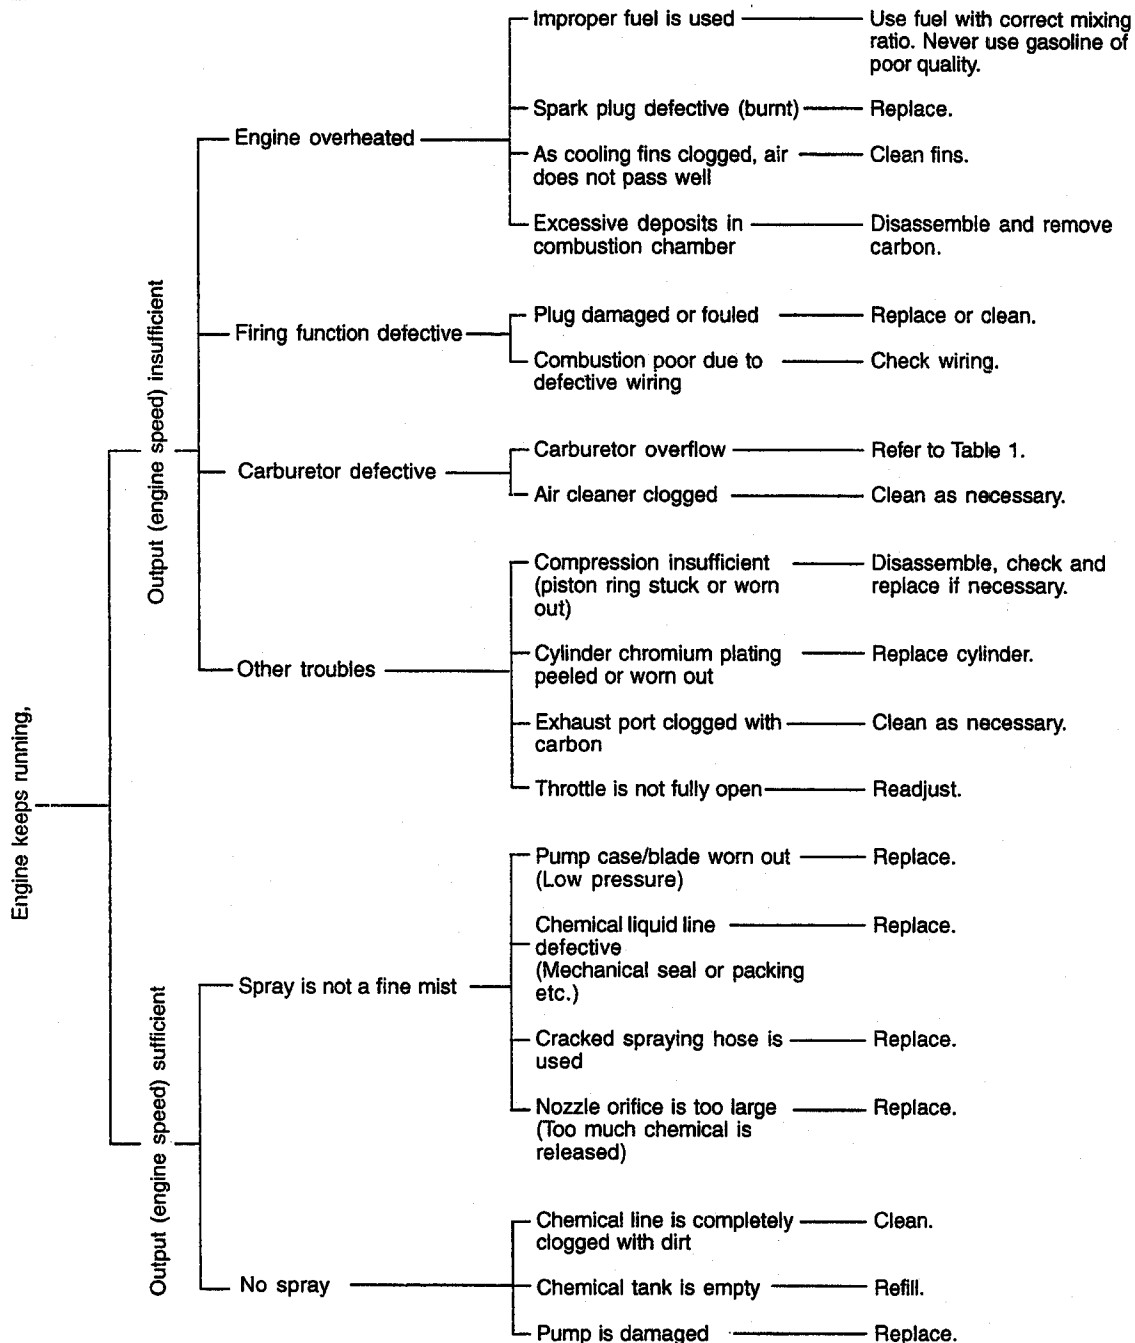 Engine keeps running,
Output (engine speed) insufficient
Engine overheated
Improper fuel is used
Use fuel with correct mixing
ratio. Never use gasoline of
poor quality.
Spark plug defective (burnt)
Replace.
As cooling fins clogged, air
does not pass well
Clean fins.
Excessive deposits in
combustion chamber
Disassemble and remove
carbon.
Firing function defective
Plug damaged or fouled
Replace or clean.
Combustion poor due to
defective wiring
Check wiring.
Carburetor defective
Carburetor overflow
Refer to Table 1.
Air cleaner clogged
Clean as necessary.
Other troubles
Compression insufficient
(piston ring stuck or worn
out)
Disassemble, check and
replace if necessary.
Cylinder chromium plating
peeled or worn out
Replace cylinder.
Exhaust port clogged with
carbon
Clean as necessary.
Throttle is not fully open
Readjust.
Output (engine speed) sufficient
Spray is not a fine mist
Pump case/blade worn out
(Low pressure)
Replace.
Chemical liquid line
defective
(Mechanical seal or packing
etc.)
Replace.
Cracked spraying hose is
used
Replace.
Nozzle orifice is too large
(Too much chemical is
released)
Replace.
No spray
Chemical line is completely
clogged with dirt
Clean.
Chemical tank is empty
Refill.
Pump is damaged
Replace.